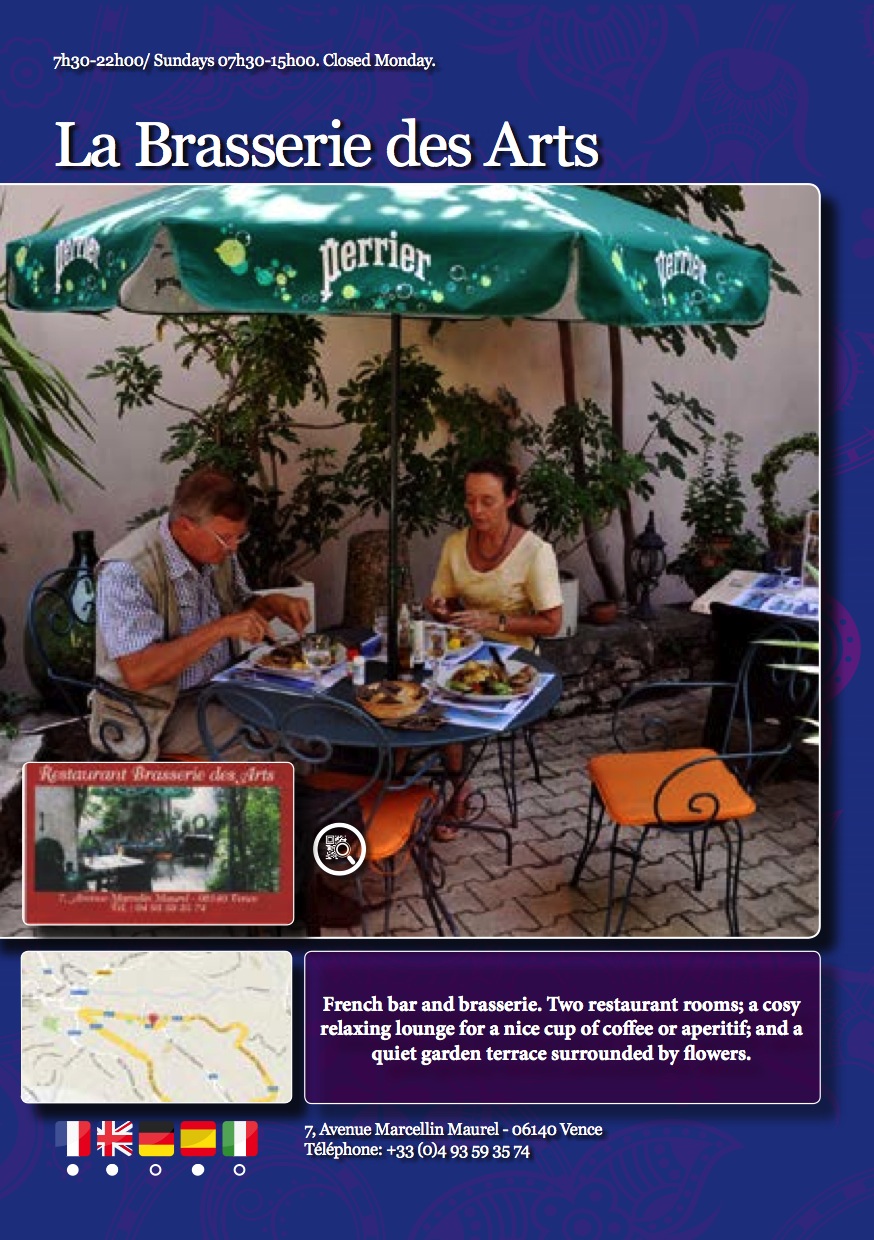 7h30-22h00/ Sundays 07h30-15h00. Closed Monday.
La Brasserie des Arts
perrier
perrier
perrier
Restaurant Brasserie des Arts
7, Avenue Marcellin Maurel - 06140 Vence
Tél. : 04 93 59 35 74
French bar and brasserie. Two restaurant rooms; a cosy
relaxing lounge for a nice cup of coffee or aperitif; and a
quiet garden terrace surrounded by flowers.
7, Avenue Marcellin Maurel - 06140 Vence
Téléphone: +33 (0)4 93 59 35 74